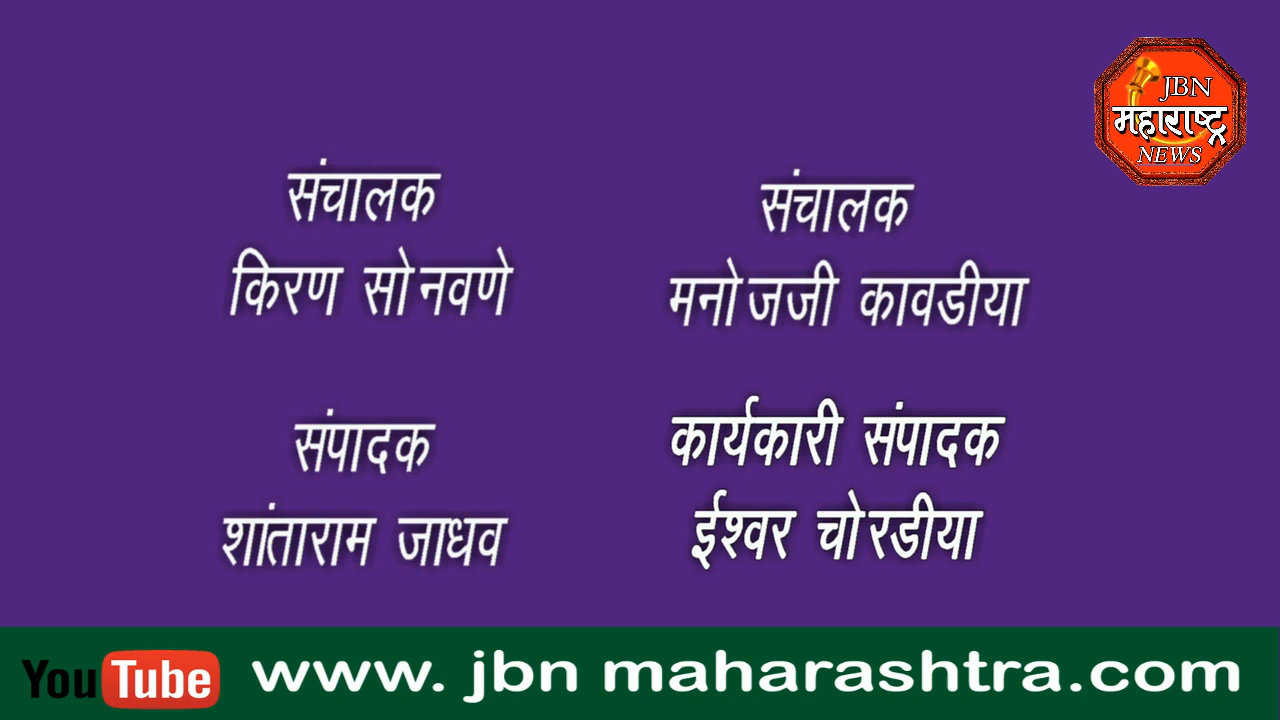 JBN
महाराष्ट्र
NEWS
संचालक
किरण सोनवणे
संचालक
मनोजजी कावडीया
संपादक
शांताराम जाधव
कार्यकारी संपादक
ईश्वर चोरडीया
YouTube www. jbn maharashtra.com